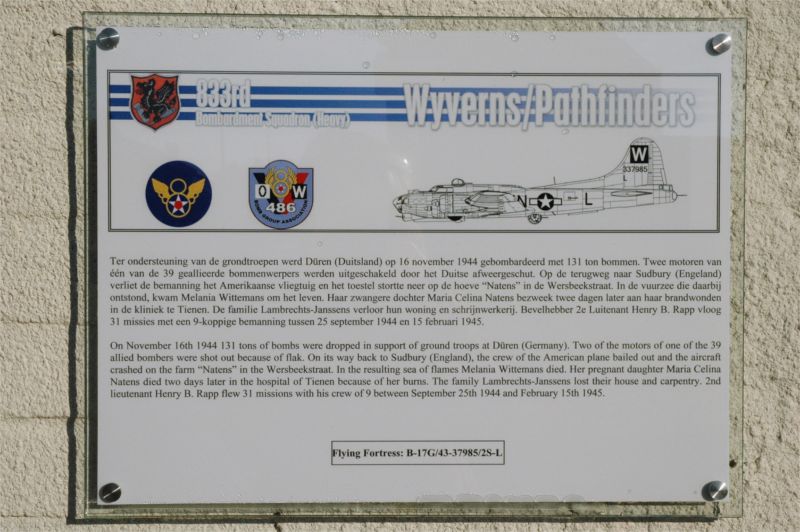 833rd
Bombardment Squadron (Heavy)
Wyverns/Pathfinders
O W
486
BOMB GROUP ASSOCIATION
W
337985
L
N L
Ter ondersteuning van de grondtroepen werd Düren (Duitsland) op 16 november 1944 gebombardeerd met 131 ton bommen. Twee motoren van
één van de 39 geallieerde bommenwerpers werden uitgeschakeld door het Duitse afweergeschut. Op de terugweg naar Sudbury (Engeland)
verliet de bemanning het Amerikaanse vliegtuig en het toestel stortte neer op de hoeve “Natens” in de Wersbeekstraat. In de vuurzee die daarbij
ontstond, kwam Melania Wittemans om het leven. Haar zwangere dochter Maria Celina Natens bezweek twee dagen later aan haar brandwonden
in de kliniek te Tienen. De familie Lambrechts-Janssens verloor hun woning en schrijnwerkerij. Bevelhebber 2e Luitenant Henry B. Rapp vloog
31 missies met een 9-koppige bemanning tussen 25 september 1944 en 15 februari 1945.
On November 16th 1944 131 tons of bombs were dropped in support of ground troops at Düren (Germany). Two of the motors of one of the 39
allied bombers were shot out because of flak. On its way back to Sudbury (England), the crew of the American plane bailed out and the aircraft
crashed on the farm “Natens” in the Wersbeekstraat. In the resulting sea of flames Melania Wittemans died. Her pregnant daughter Maria Celina
Natens died two days later in the hospital of Tienen because of her burns. The family Lambrechts-Janssens lost their house and carpentry. 2nd
lieutenant Henry B. Rapp flew 31 missions with his crew of 9 between September 25th 1944 and February 15th 1945.
Flying Fortress: B-17G/43-37985/2S-L